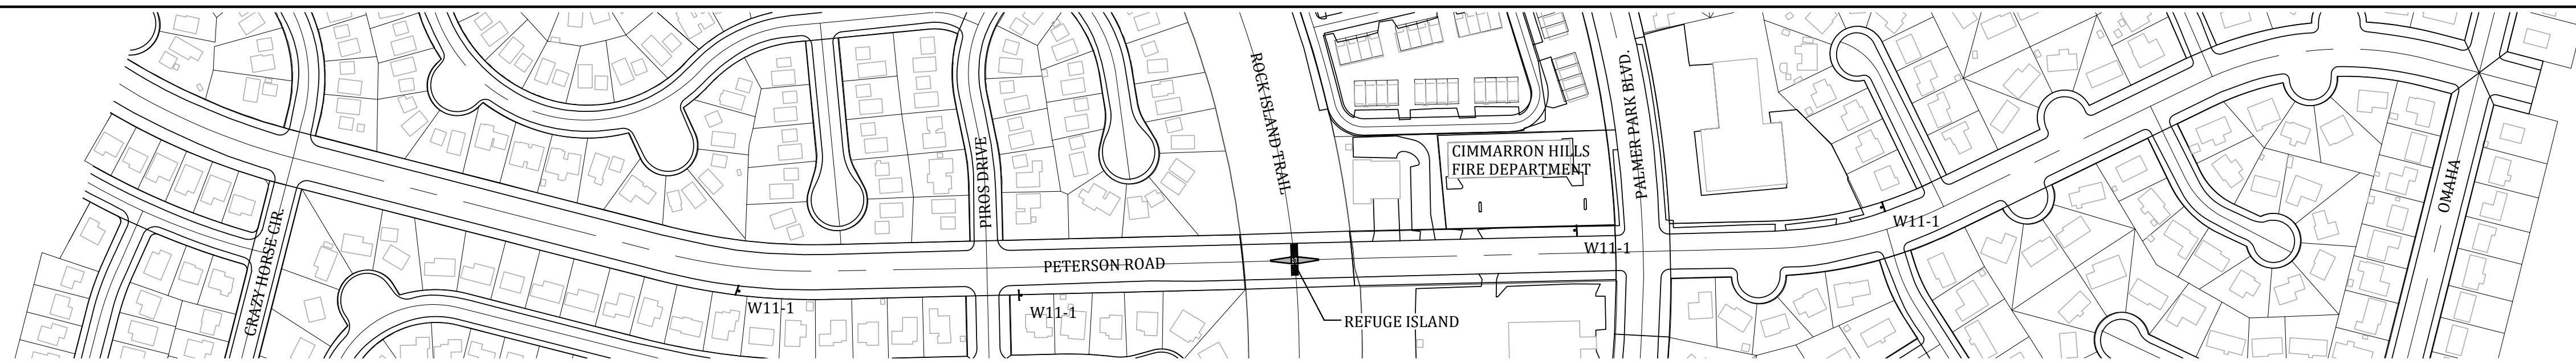 CRAZY HORSE CIR.
W11-1
PIROS DRIVE
W11-1
PETERSON ROAD
ROCK ISLAND TRAIL
REFUGE ISLAND
CIMMARRON HILLS
FIRE DEPARTMENT
W11-1
PALMER PARK BLVD.
W11-1
OMAHA